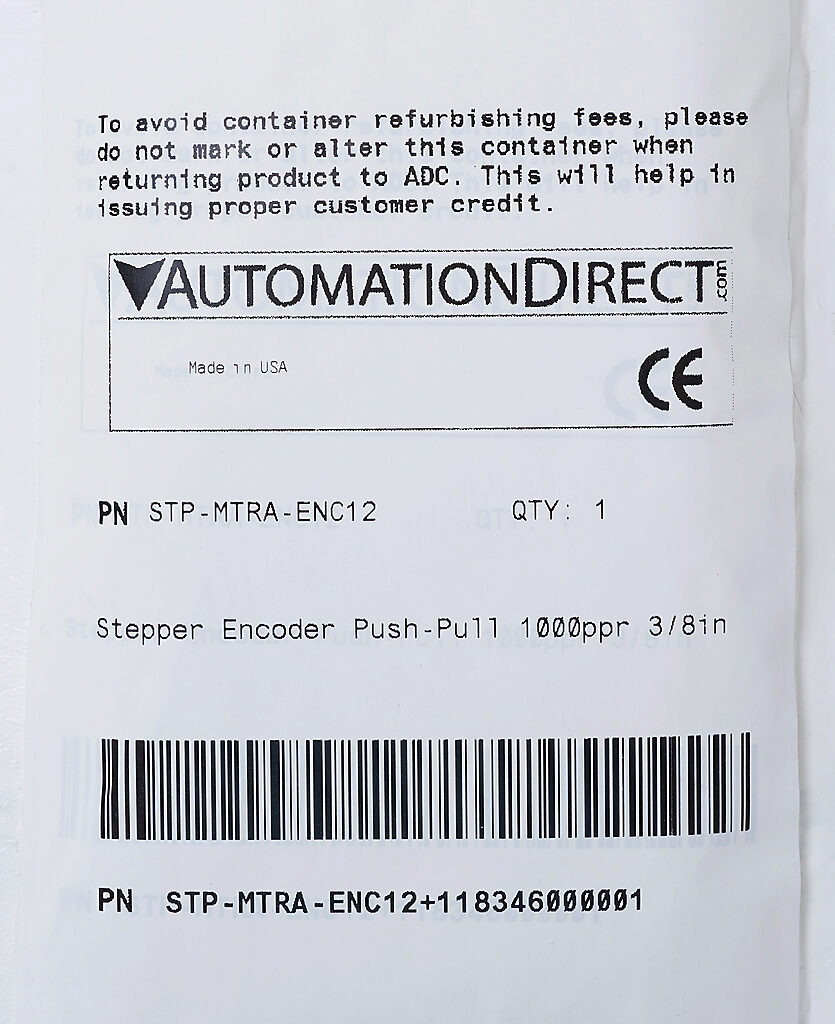 To avoid container refurbishing fees, please
do not mark or alter this container when
returning product to ADC. This will help in
issuing proper customer credit.
AUTOMATIONDIRECT.com
Made in USA
CE
PN STP-MTRA-ENC12 QTY: 1
Stepper Encoder Push-Pull 1000ppr 3/8in
PN STP-MTRA-ENC12+118346000001